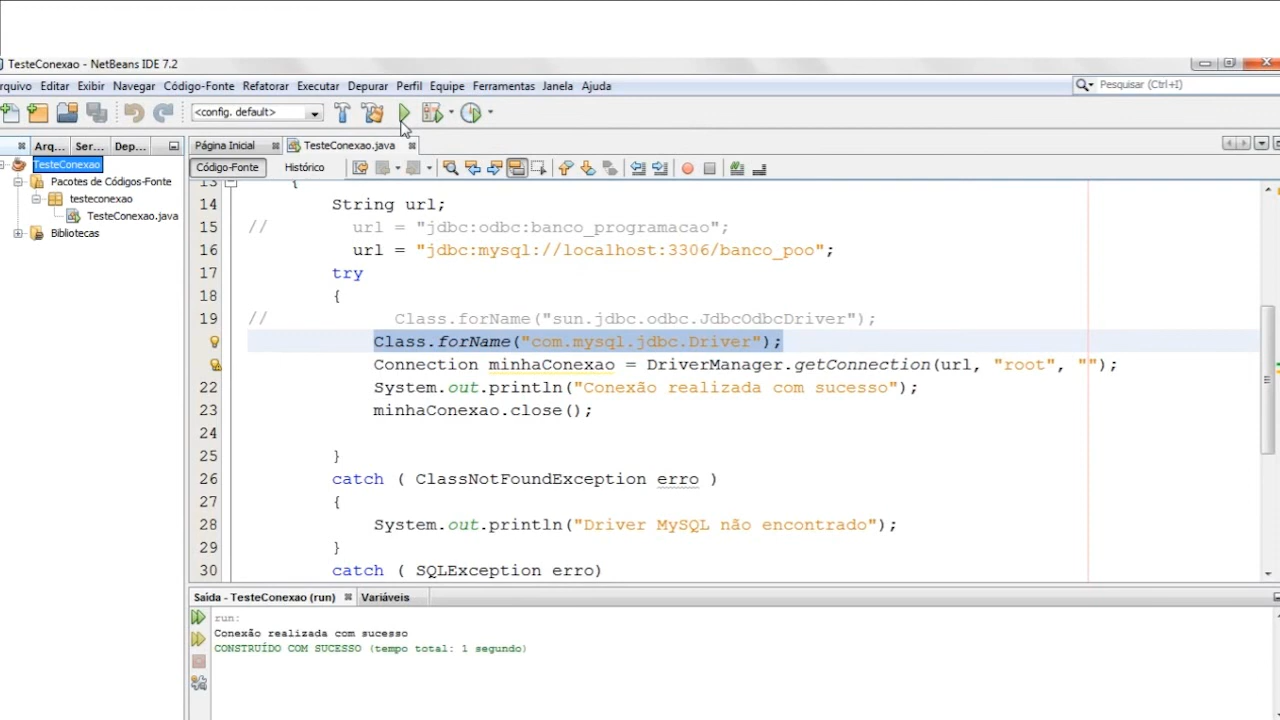 TesteConexao - NetBeans IDE 7.2
rquivo Editar Exibir Navegar Código-Fonte Refatorar Executar Depurar Perfil Equipe Ferramentas Janela Ajuda
Pesquisar (Ctrl+I)
<config. default>
Arq... Ser... Dep...
Página Inicial TesteConexao.java
TesteConexao
Pacotes de Códigos-Fonte
testeconexao
TesteConexao.java
Bibliotecas
Código-Fonte Histórico
13 {
14 String url;
15 // url = "jdbc:odbc:banco_programacao";
16 url = "jdbc:mysql://localhost:3306/banco_poo";
17 try
18 {
19 // Class.forName("sun.jdbc.odbc.JdbcOdbcDriver");
Class.forName("com.mysql.jdbc.Driver");
Connection minhaConexao = DriverManager.getConnection(url, "root", "");
22 System.out.println("Conexão realizada com sucesso");
23 minhaConexao.close();
24
25 }
26 catch ( ClassNotFoundException erro )
27 {
28 System.out.println("Driver MySQL não encontrado");
29 }
30 catch ( SQLException erro)
Saída - TesteConexao (run) Variáveis
run:
Conexão realizada com sucesso
CONSTRUÍDO COM SUCESSO (tempo total: 1 segundo)